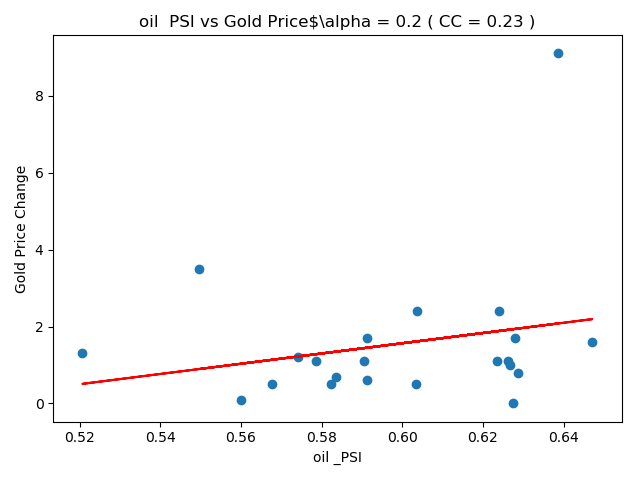 oil  PSI vs Gold Price$\alpha = 0.2 ( CC = 0.23 )
Gold Price Change
8
6
4
2
0
0.52 0.54 0.56 0.58 0.60 0.62 0.64
oil _PSI